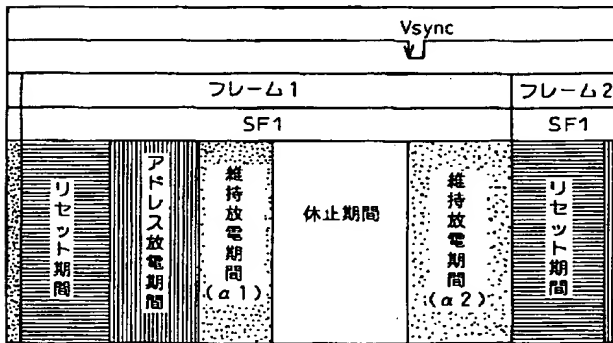 Vsync
フレーム1
フレーム2
SF1
SF1
リセット期間
アドレス放電期間
維持放電期間
(α1)
休止期間
維持放電期間
(α2)
リセット期間